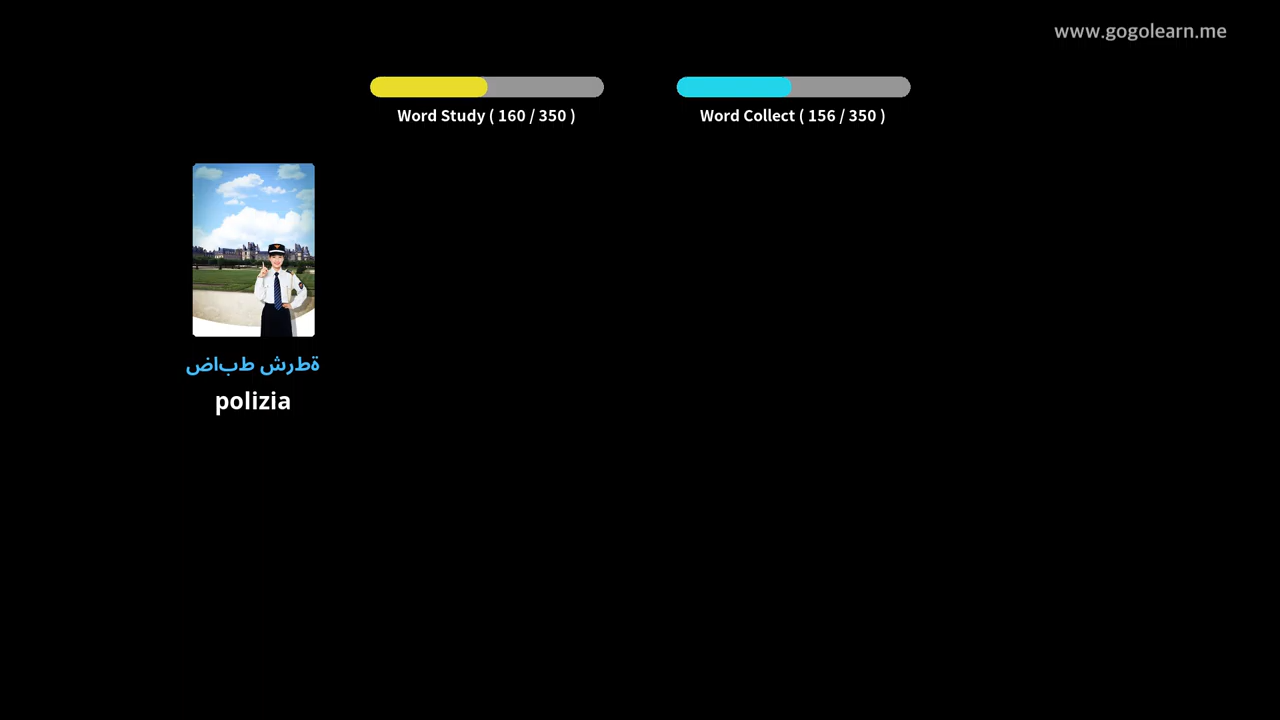 www.gogolearn.me
Word Study ( 160 / 350 )
Word Collect ( 156 / 350 )
ةطرش طباض
polizia